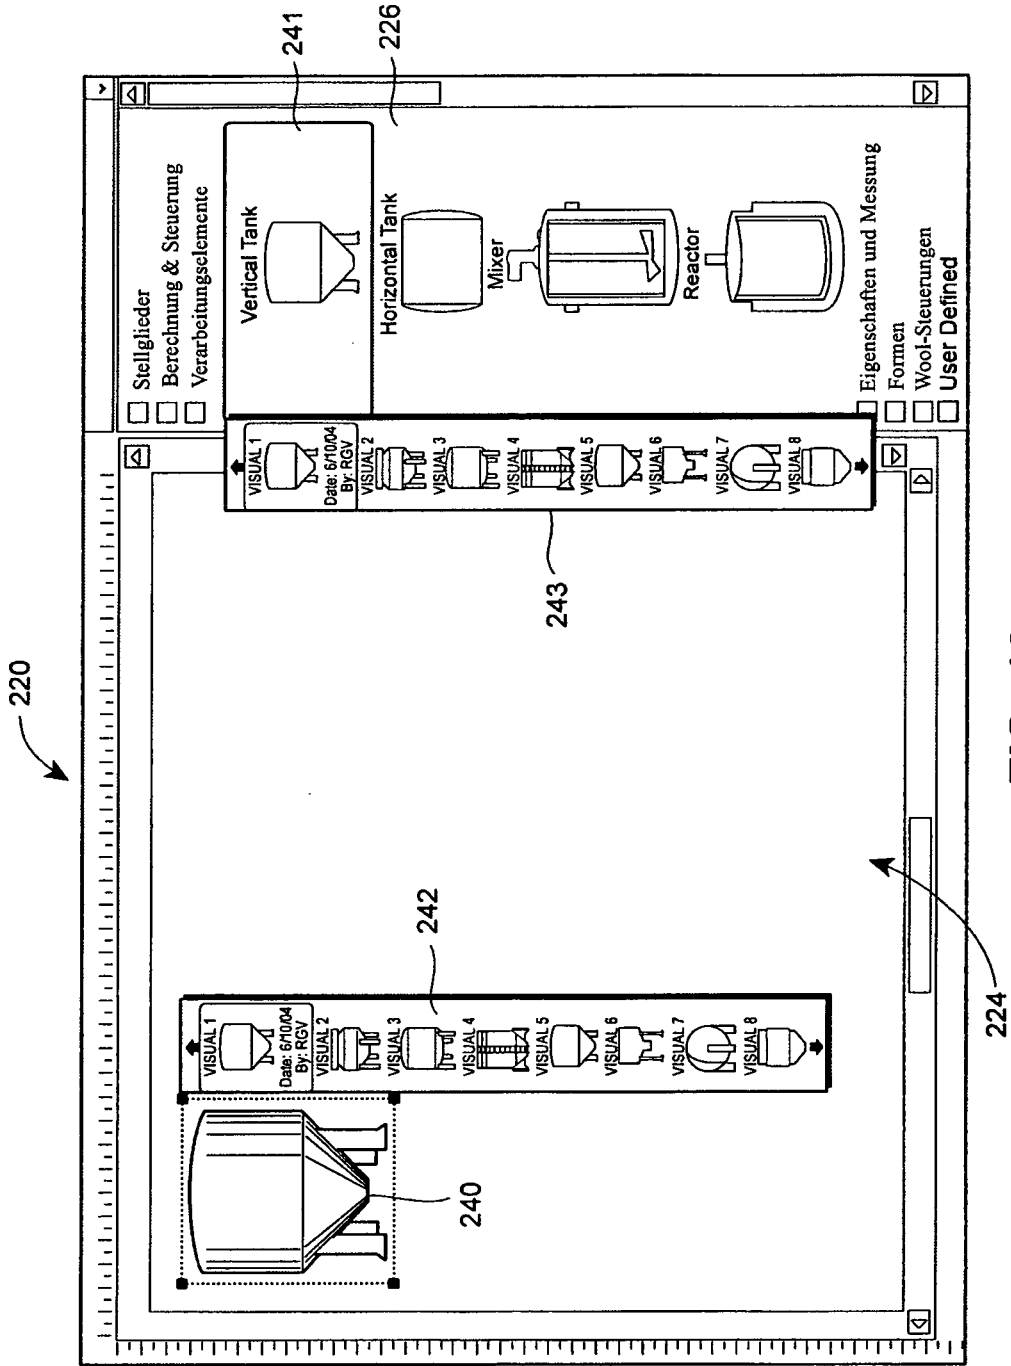 220
241
226
Stellglieder
Berechnung & Steuerung
Verarbeitungselemente
Vertical Tank
Horizontal Tank
Mixer
Reactor
Eigenschaften und Messung
Formen
Wool-Steuerungen
User Defined
VISUAL 1
Date: 6/10/04
By: RGV
VISUAL 2
VISUAL 3
VISUAL 4
VISUAL 5
VISUAL 6
VISUAL 7
VISUAL 8
243
VISUAL 1
Date: 6/10/04
By: RGV
VISUAL 2
VISUAL 3
VISUAL 4
VISUAL 5
VISUAL 6
VISUAL 7
VISUAL 8
242
240
224